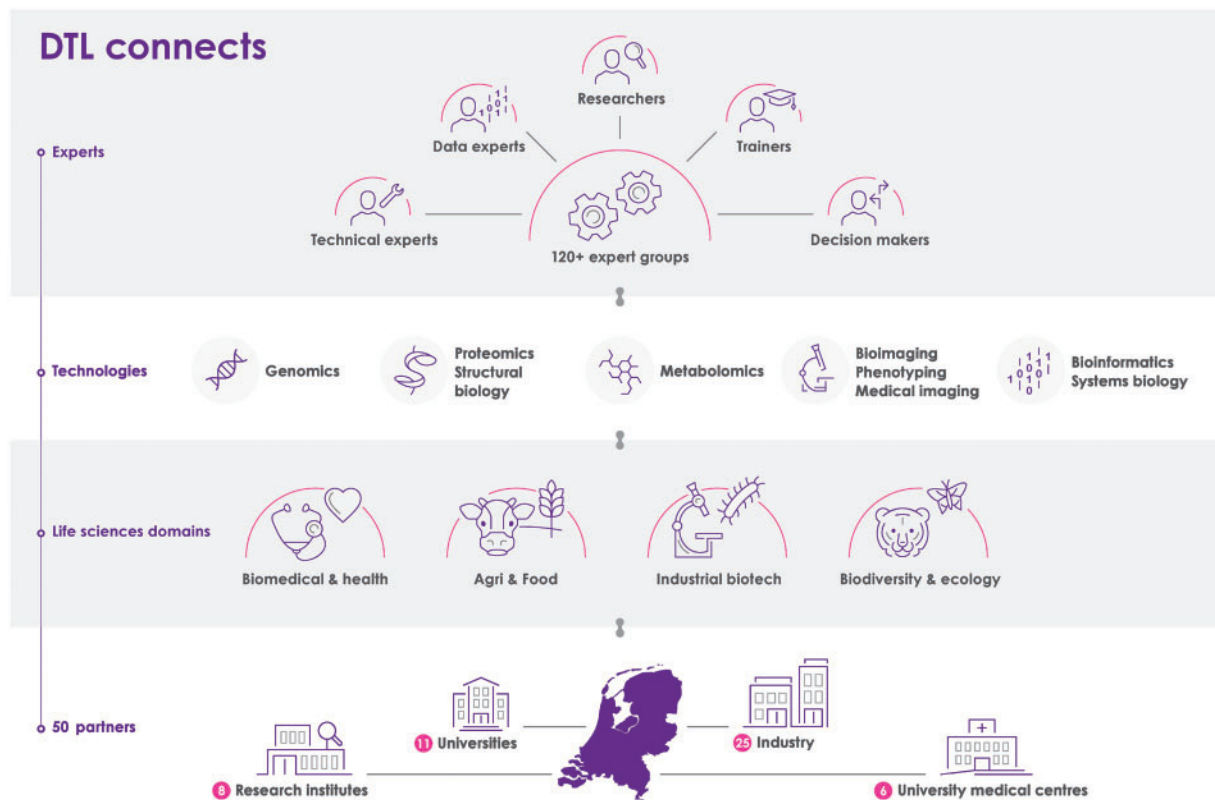 DTL connects
Experts
Researchers
Data experts
Trainers
Technical experts
Decision makers
120+ expert groups
Technologies
Genomics
Proteomics
Structural
biology
Metabolomics
Bioimaging
Phenotyping
Medical imaging
Bioinformatics
Systems biology
Life sciences domains
Biomedical & health
Agri & Food
Industrial biotech
Biodiversity & ecology
50 partners
11 Universities
25 Industry
8 Research institutes
6 University medical centres